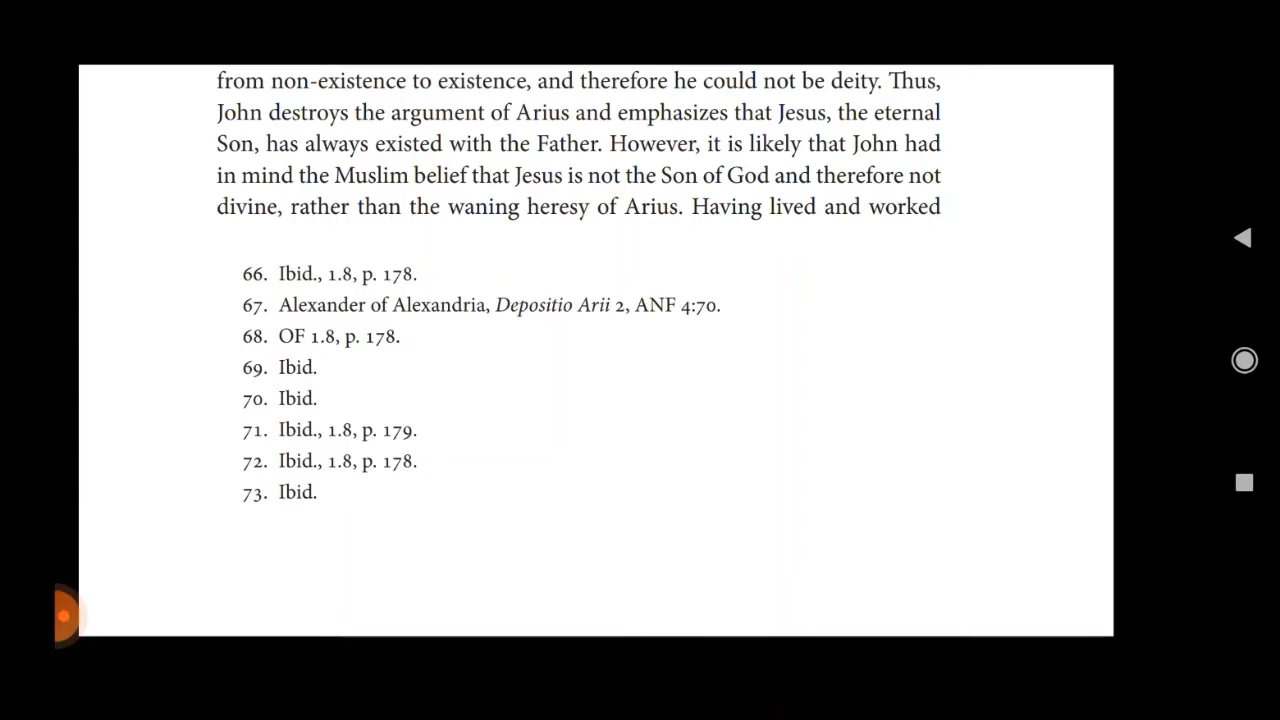 from non-existence to existence, and therefore he could not be deity. Thus,
John destroys the argument of Arius and emphasizes that Jesus, the eternal
Son, has always existed with the Father. However, it is likely that John had
in mind the Muslim belief that Jesus is not the Son of God and therefore not
divine, rather than the waning heresy of Arius. Having lived and worked
66. Ibid., 1.8, p. 178.
67. Alexander of Alexandria, Depositio Arii 2, ANF 4:70.
68. OF 1.8, p. 178.
69. Ibid.
70. Ibid.
71. Ibid., 1.8, p. 179.
72. Ibid., 1.8, p. 178.
73. Ibid.